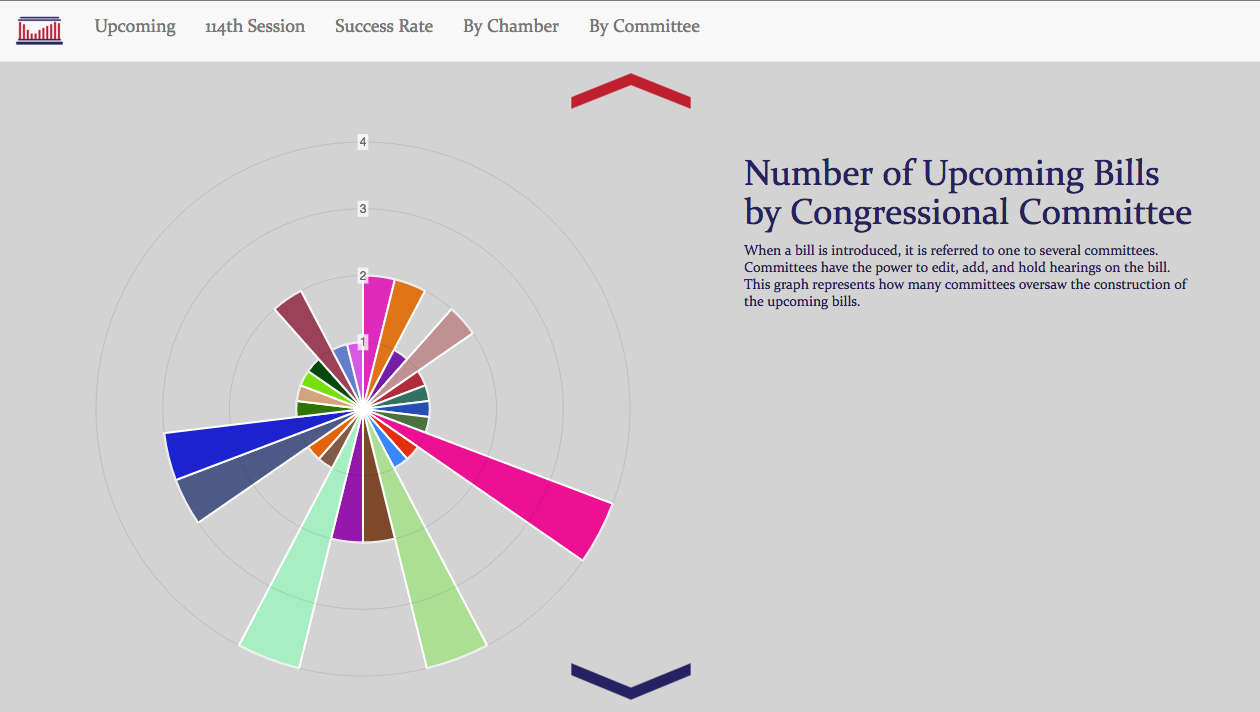 Upcoming 114th Session Success Rate By Chamber By Committee
4
3
2
1
Number of Upcoming Bills
by Congressional Committee
When a bill is introduced, it is referred to one to several committees.
Committees have the power to edit, add, and hold hearings on the bill.
This graph represents how many committees oversaw the construction of
the upcoming bills.